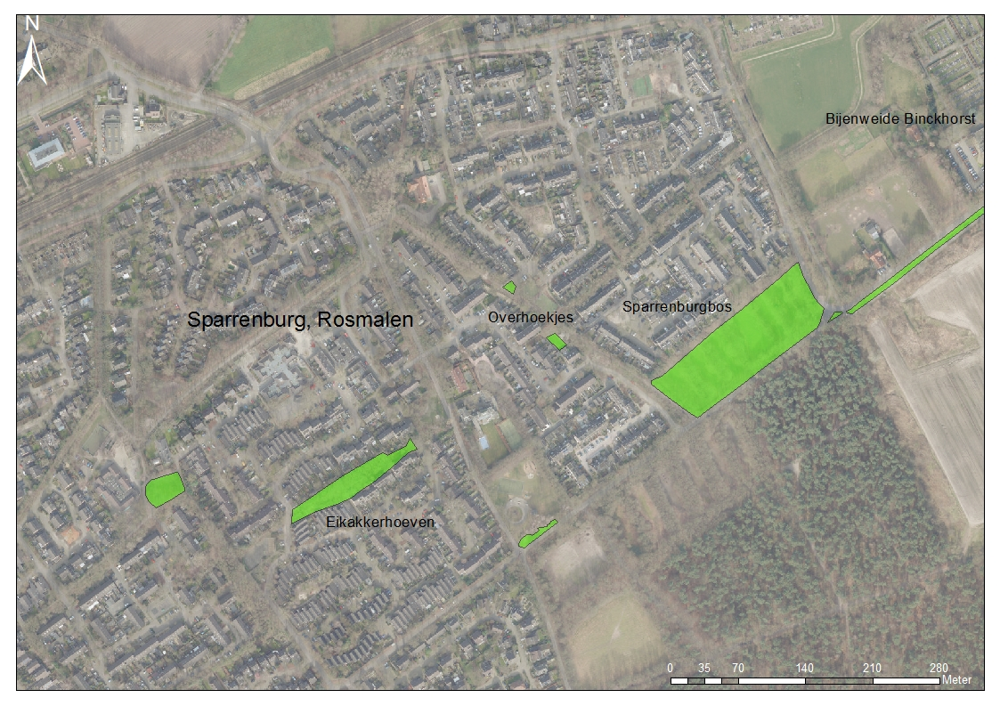 N
Bijenweide Binckhorst
Sparrenburgbos
Overhoekjes
Sparrenburg, Rosmalen
Eikakkerhoeven
0 35 70 140 210 280
Meter